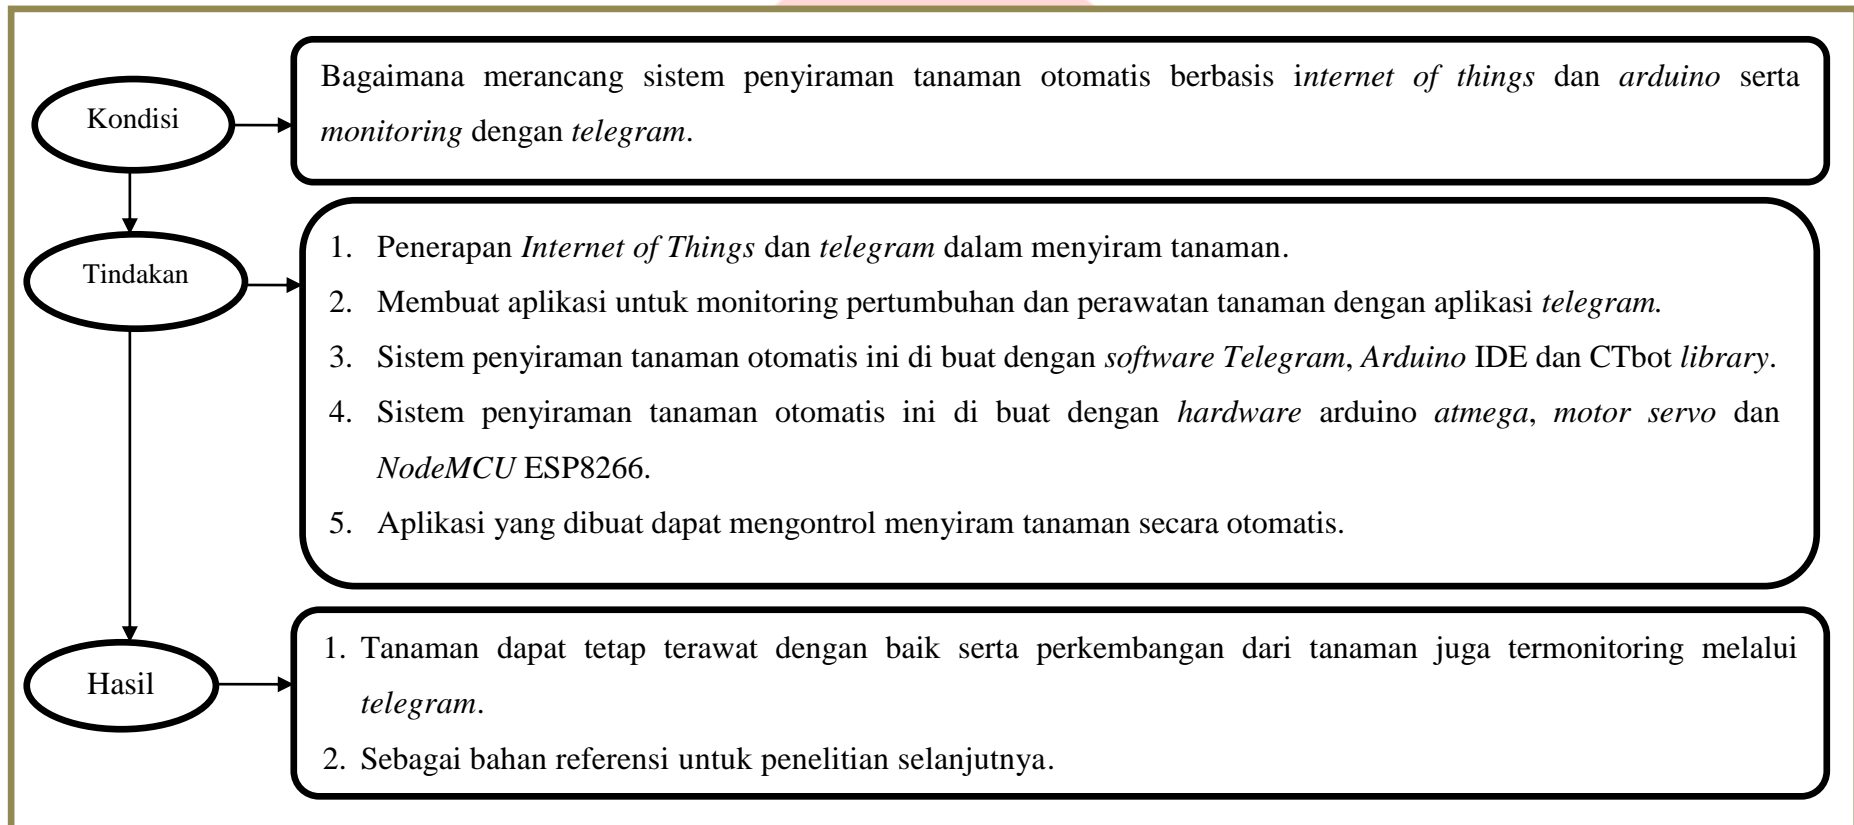 Kondisi
Bagaimana merancang sistem penyiraman tanaman otomatis berbasis internet of things dan arduino serta
monitoring dengan telegram.
Tindakan
1. Penerapan Internet of Things dan telegram dalam menyiram tanaman.
2. Membuat aplikasi untuk monitoring pertumbuhan dan perawatan tanaman dengan aplikasi telegram.
3. Sistem penyiraman tanaman otomatis ini di buat dengan software Telegram, Arduino IDE dan CTbot library.
4. Sistem penyiraman tanaman otomatis ini di buat dengan hardware arduino atmega, motor servo dan
NodeMCU ESP8266.
5. Aplikasi yang dibuat dapat mengontrol menyiram tanaman secara otomatis.
Hasil
1. Tanaman dapat tetap terawat dengan baik serta perkembangan dari tanaman juga termonitoring melalui
telegram.
2. Sebagai bahan referensi untuk penelitian selanjutnya.